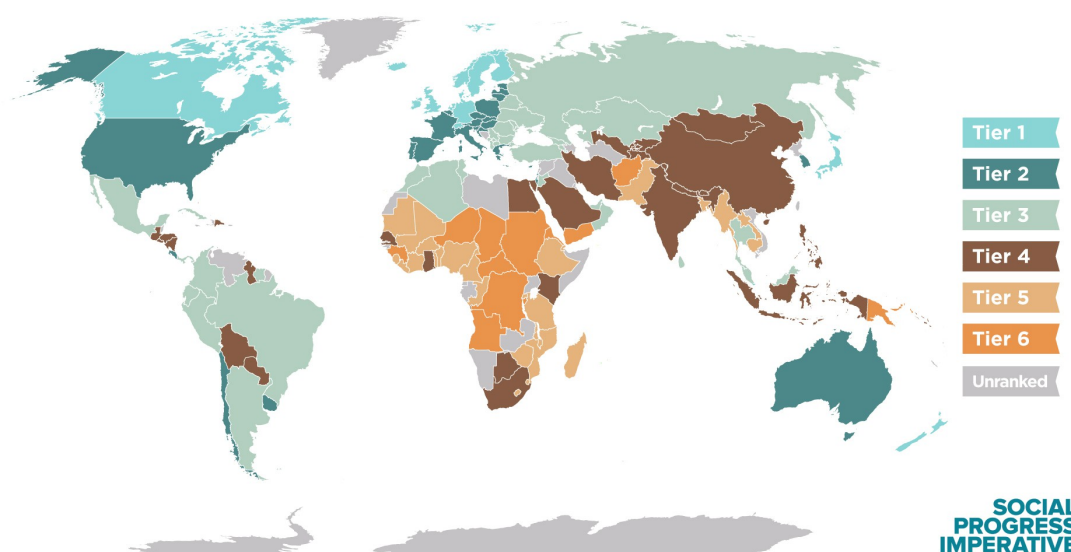 Tier 1
Tier 2
Tier 3
Tier 4
Tier 5
Tier 6
Unranked
SOCIAL
PROGRESS
IMPERATIVE